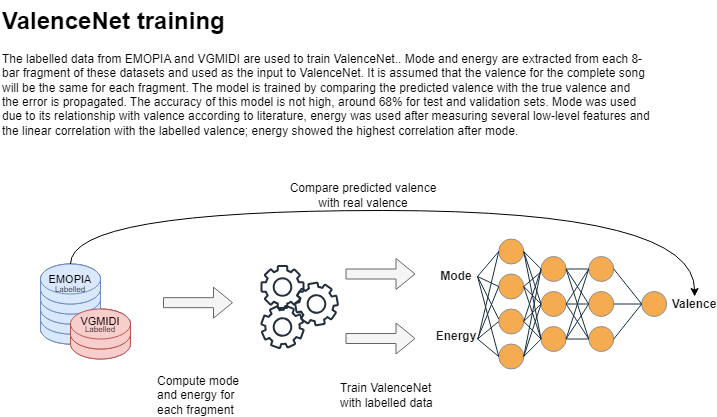 ValenceNet training
The labelled data from EMOPIA and VGMIDI are used to train ValenceNet.. Mode and energy are extracted from each 8-
bar fragment of these datasets and used as the input to ValenceNet. It is assumed that the valence for the complete song
will be the same for each fragment. The model is trained by comparing the predicted valence with the true valence and
the error is propagated. The accuracy of this model is not high, around 68% for test and validation sets. Mode was used
due to its relationship with valence according to literature, energy was used after measuring several low-level features and
the linear correlation with the labelled valence; energy showed the highest correlation after mode.
Compare predicted valence
with real valence
EMOPIA
Labelled
VGMIDI
Labelled
Mode
Energy
Valence
Compute mode
and energy for
each fragment
Train ValenceNet
with labelled data